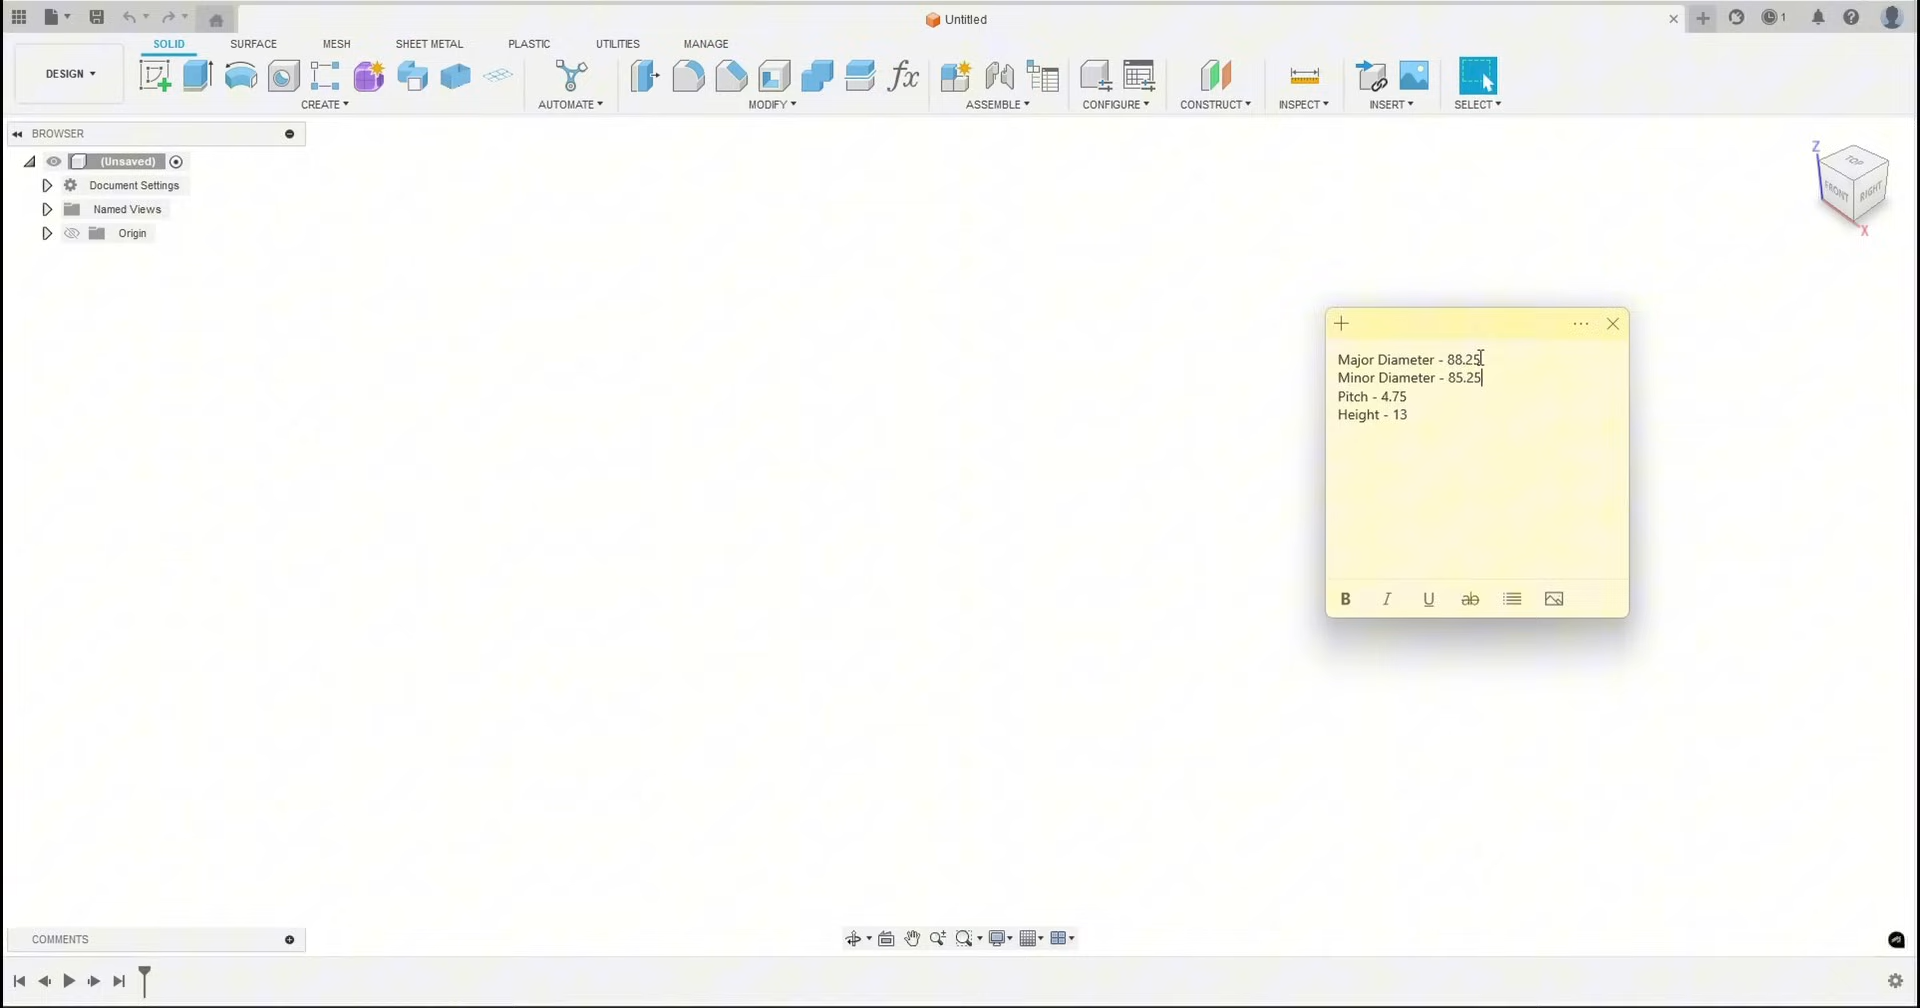 Untitled
1
DESIGN
SOLID
SURFACE
MESH
SHEET METAL
PLASTIC
UTILITIES
MANAGE
fx
CREATE
AUTOMATE
MODIFY
ASSEMBLE
CONFIGURE
CONSTRUCT
INSPECT
INSERT
SELECT
BROWSER
(Unsaved)
Document Settings
Named Views
Origin
Z
TOP
FRONT
RIGHT
X
Major Diameter - 88.25
Minor Diameter - 85.25
Pitch - 4.75
Height - 13
B
I
U
ab
COMMENTS